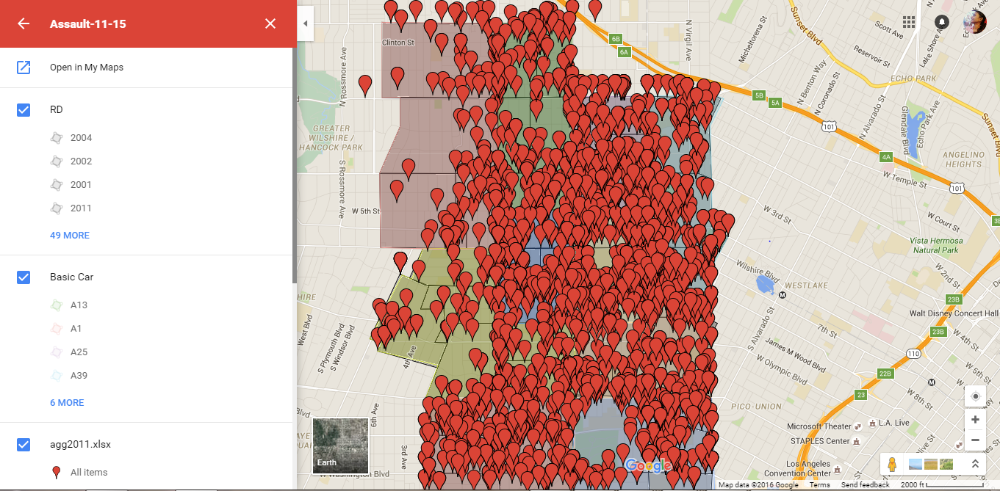 Assault-11-15
Open in My Maps
RD
2004
2002
2001
2011
49 MORE
Basic Car
A13
A1
A25
A39
6 MORE
agg2011.xlsx
All items
Clinton St
N Rossmore Ave
GREATER
WILSHIRE /
HANCOCK PARK
S Rossmore Ave
W 5th St
West Blvd
S Plymouth Blvd
S Windsor Blvd
4th Ave
6th Ave
3rd Ave
Earth
Washington Blvd
6B
6A
N Virgil Ave
Micheltorena St
Sunset Blvd
Scott Ave
Reservoir St
Lake Shore Ave
ECHO PARK
N Benton Way
N Coronado St
5B
5A
101
N Alvarado St
Glendale Blvd
Echo Park Ave
Sunset Blvd
4A
ANGELINO
HEIGHTS
W Temple St
101
W 3rd St
W Court St
Vista Hermosa
Natural Park
Wilshire Blvd
WESTLAKE
M
W 2nd St
23B
Walt Disney Concert Hall
S Alvarado St
7th St
23B
W 4th St
James M Wood Blvd
110
W Olympic Blvd
W 5th St
22B
M
23
W 8th St
PICO-UNION
Microsoft Theater
L.A. Live
STAPLES Center
Los Angeles
Convention Center
Google
Map data ©2016 Google
Terms
Send feedback
2000 ft